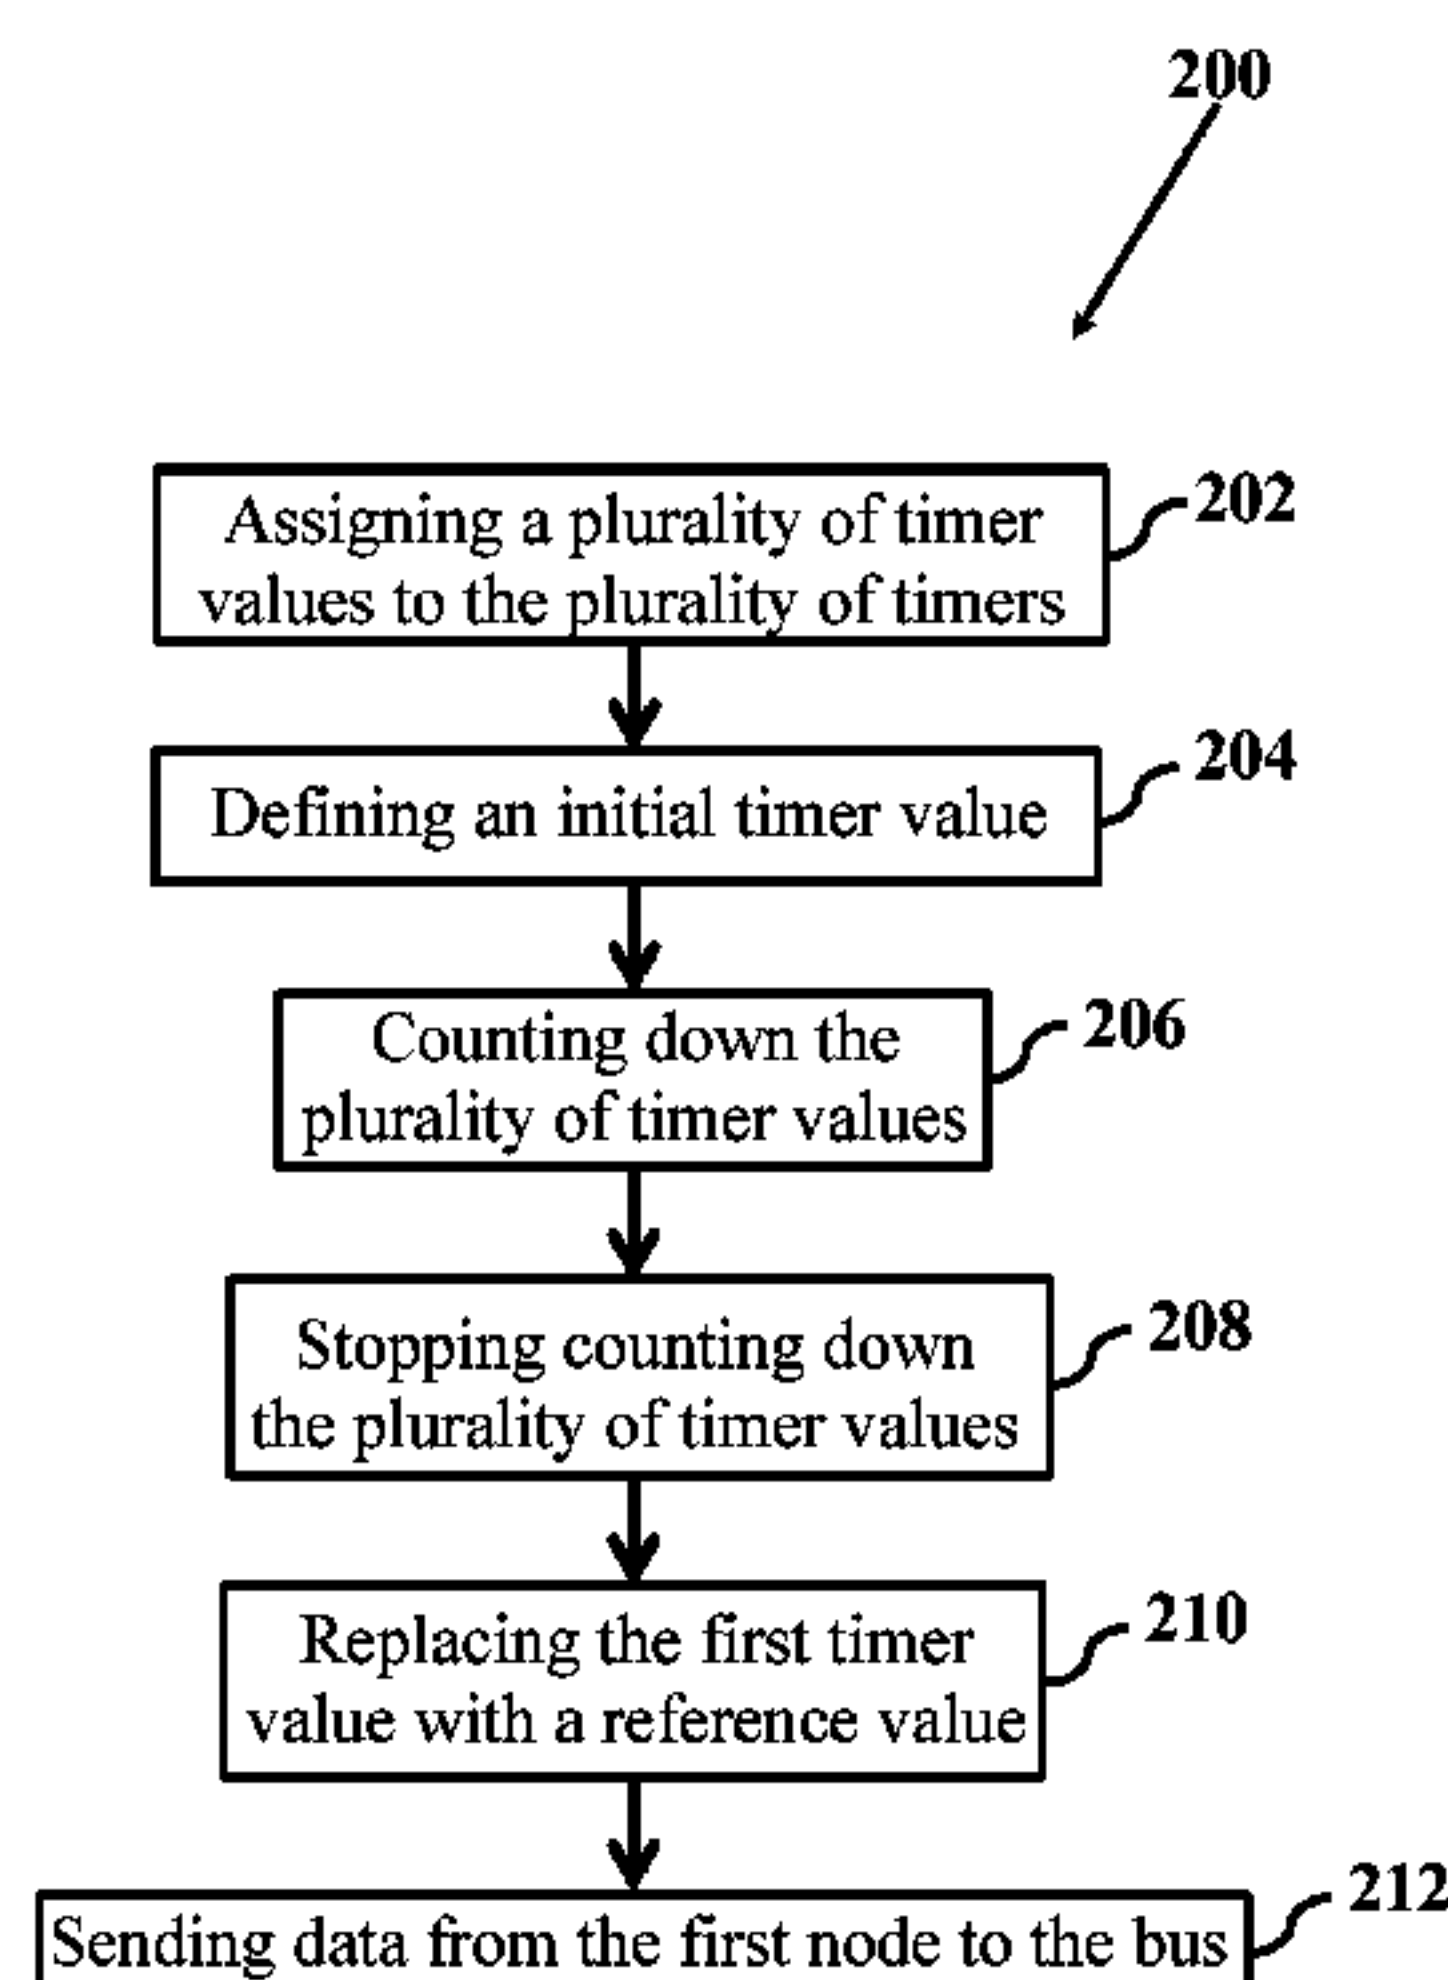 200
Assigning a plurality of timer
values to the plurality of timers
202
Defining an initial timer value
204
Counting down the
plurality of timer values
206
Stopping counting down
the plurality of timer values
208
Replacing the first timer
value with a reference value
210
Sending data from the first node to the bus
212